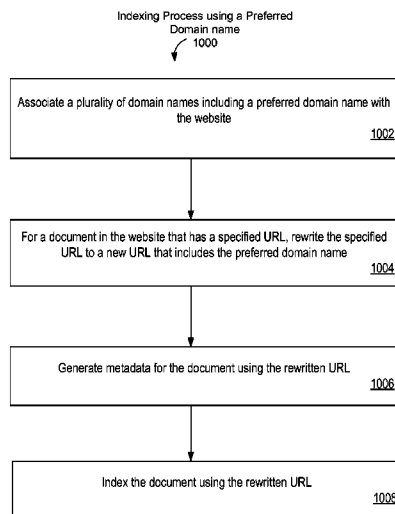 Indexing Process using a Preferred
Domain name
1000
Associate a plurality of domain names including a preferred domain name with
the website
1002
For a document in the website that has a specified URL, rewrite the specified
URL to a new URL that includes the preferred domain name
1004
Generate metadata for the document using the rewritten URL
1006
Index the document using the rewritten URL
1008